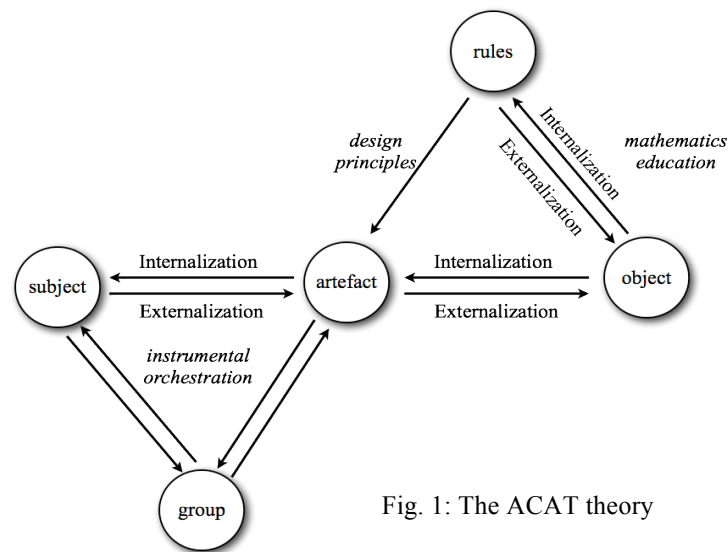 rules
design
principles
Internalization
Externalization
mathematics
education
subject
Internalization
Externalization
artefact
Internalization
Externalization
object
instrumental
orchestration
group
Fig. 1: The ACAT theory